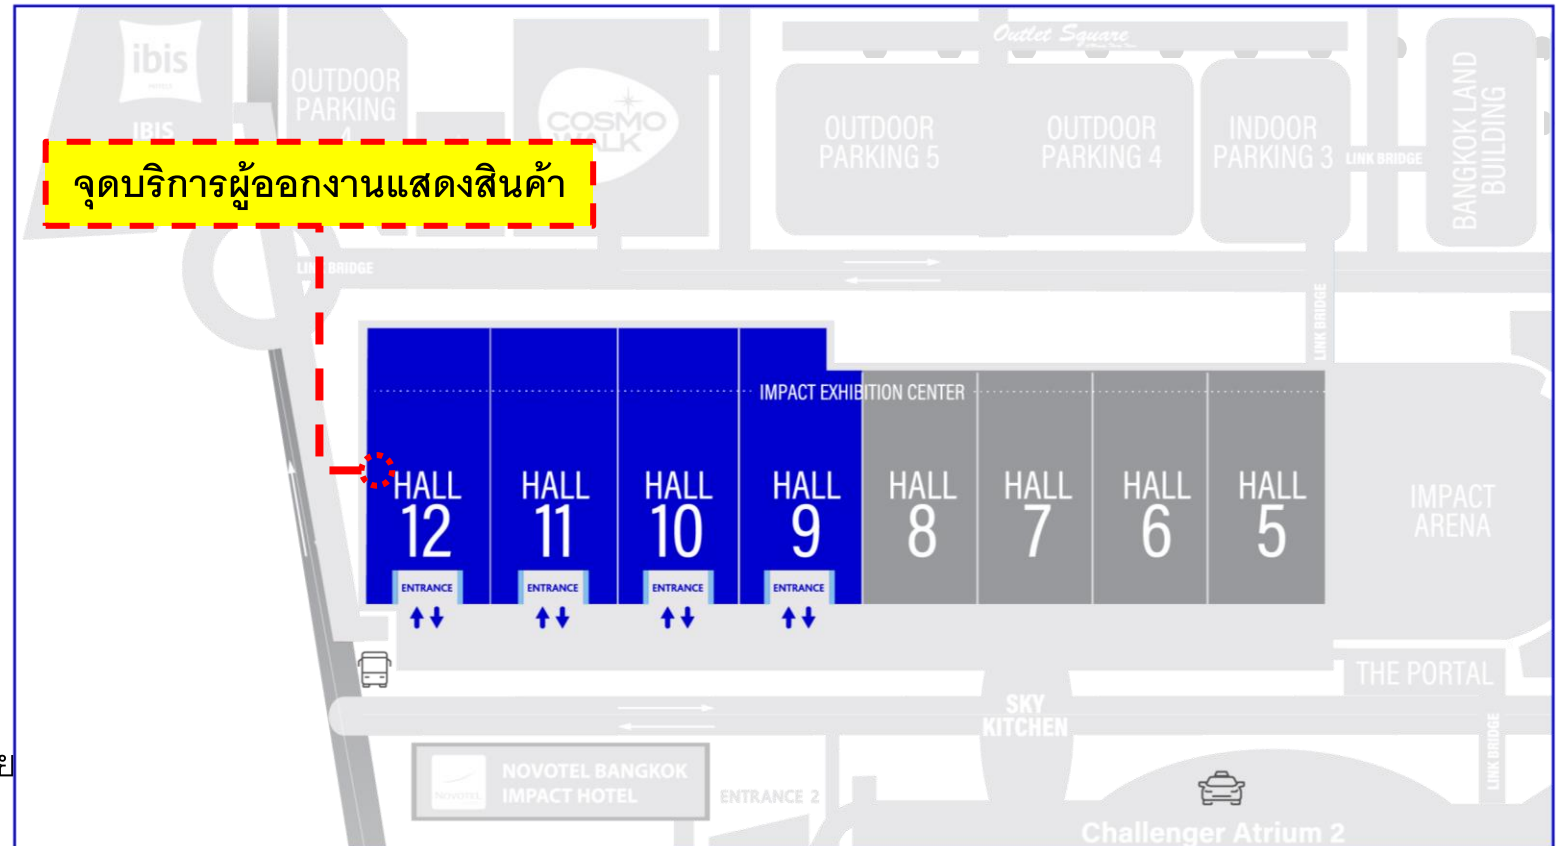 Outlet Square
ibis
IBIS
OUTDOOR
PARKING
4
COSMO
WALK
OUTDOOR
PARKING 5
OUTDOOR
PARKING 4
INDOOR
PARKING 3
LINK BRIDGE
BANGKOK LAND
BUILDING
จุดบริการผู้ออกงานแสดงสินค้า
LINK BRIDGE
LINK BRIDGE
IMPACT EXHIBITION CENTER
HALL
12
HALL
11
HALL
10
HALL
9
HALL
8
HALL
7
HALL
6
HALL
5
IMPACT
ARENA
ENTRANCE
ENTRANCE
ENTRANCE
ENTRANCE
THE PORTAL
SKY
KITCHEN
LINK BRIDGE
NOVOTEL
NOVOTEL BANGKOK
IMPACT HOTEL
ENTRANCE 2
Challenger Atrium 2